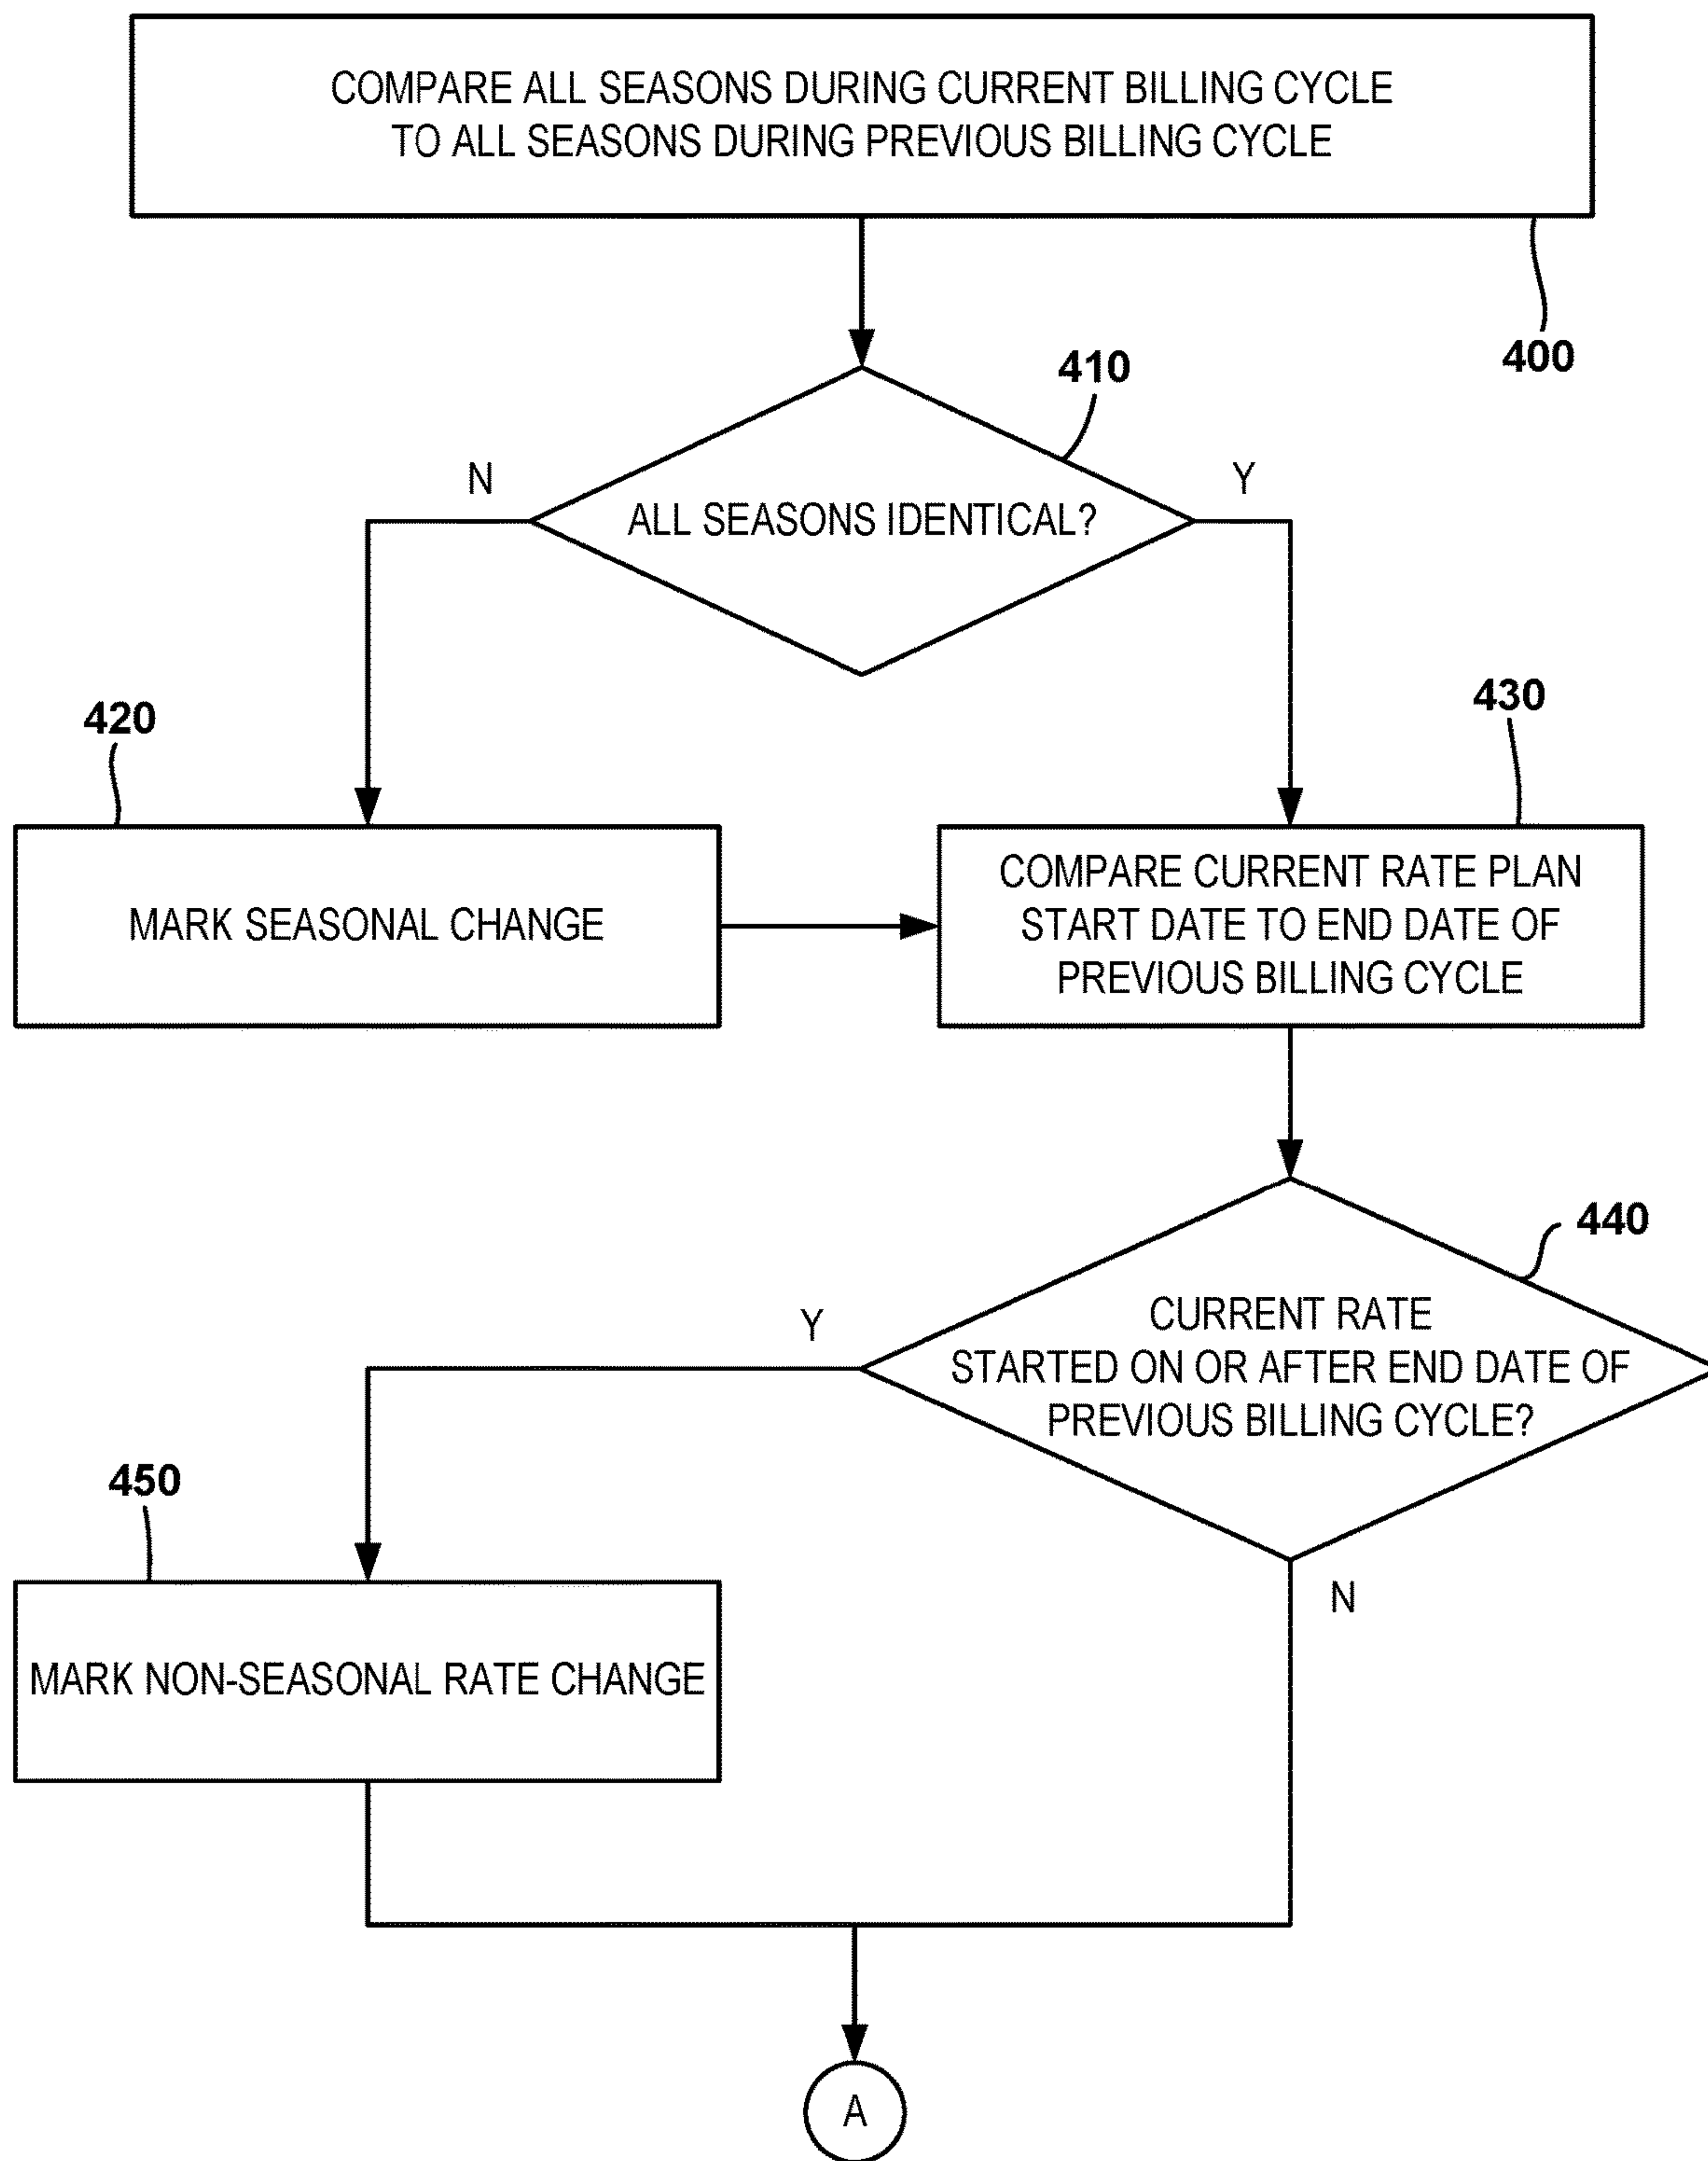 COMPARE ALL SEASONS DURING CURRENT BILLING CYCLE
TO ALL SEASONS DURING PREVIOUS BILLING CYCLE
400
410
N
Y
ALL SEASONS IDENTICAL?
420
430
MARK SEASONAL CHANGE
COMPARE CURRENT RATE PLAN
START DATE TO END DATE OF
PREVIOUS BILLING CYCLE
440
Y
CURRENT RATE
STARTED ON OR AFTER END DATE OF
PREVIOUS BILLING CYCLE?
450
N
MARK NON-SEASONAL RATE CHANGE
A